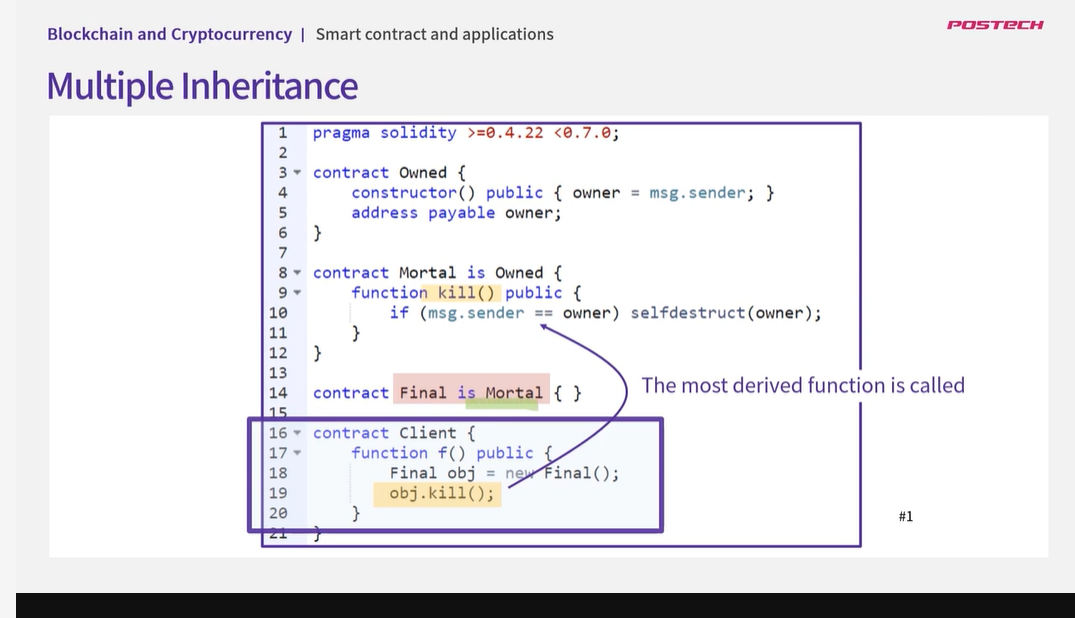 Blockchain and Cryptocurrency | Smart contract and applications
POSTECH
Multiple Inheritance
1 pragma solidity >=0.4.22 <0.7.0;
2
3 contract Owned {
4 constructor() public { owner = msg.sender; }
5 address payable owner;
6 }
7
8 contract Mortal is Owned {
9 function kill() public {
10 if (msg.sender == owner) selfdestruct(owner);
11 }
12 }
13
14 contract Final is Mortal { }
The most derived function is called
15
16 contract Client {
17 function f() public {
18 Final obj = new Final();
19 obj.kill();
20 }
21 }
#1